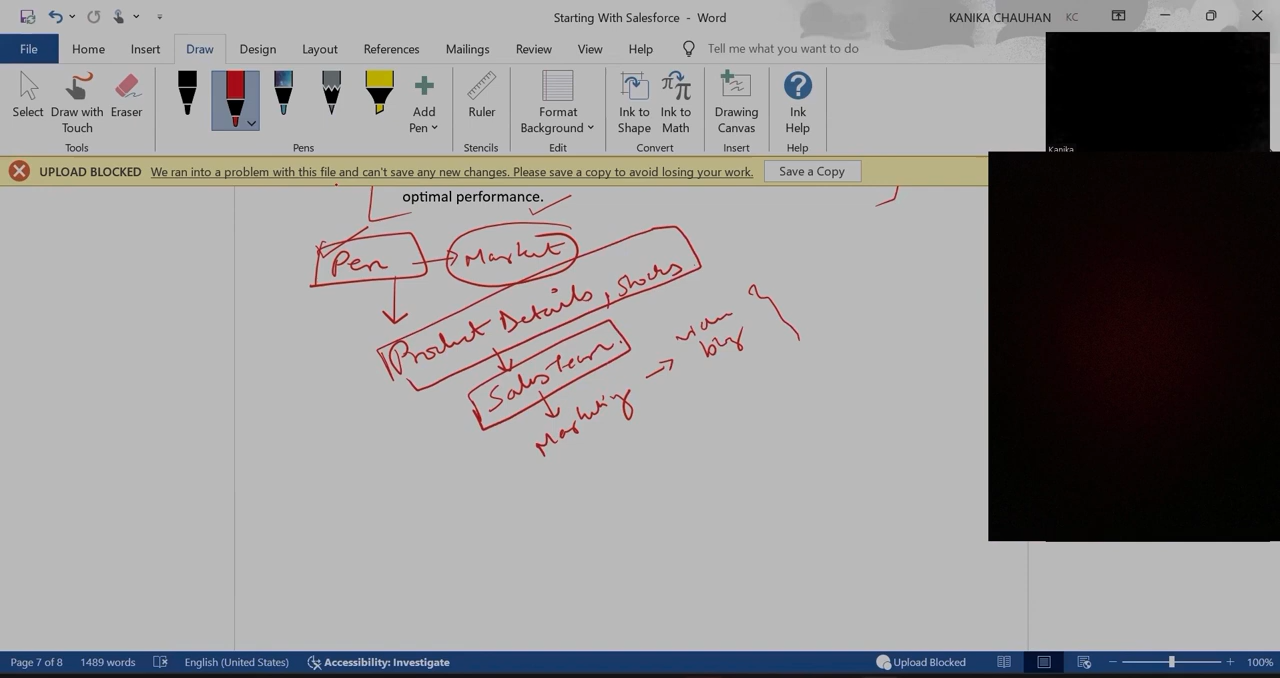 Starting With Salesforce - Word
KANIKA CHAUHAN KC
File Home Insert Draw Design Layout References Mailings Review View Help Tell me what you want to do
Select Draw with Touch Eraser
Add Pen
Ruler
Format Background
Ink to Shape Ink to Math
Drawing Canvas
Ink Help
Tools Pens Stencils Edit Convert Insert Help
Kanika
UPLOAD BLOCKED We ran into a problem with this file and can't save any new changes. Please save a copy to avoid losing your work. Save a Copy
optimal performance.
Pen Market
Product Details, Stocks
Sales Team.
Marketing
Page 7 of 8 1489 words English (United States) Accessibility: Investigate Upload Blocked 100%